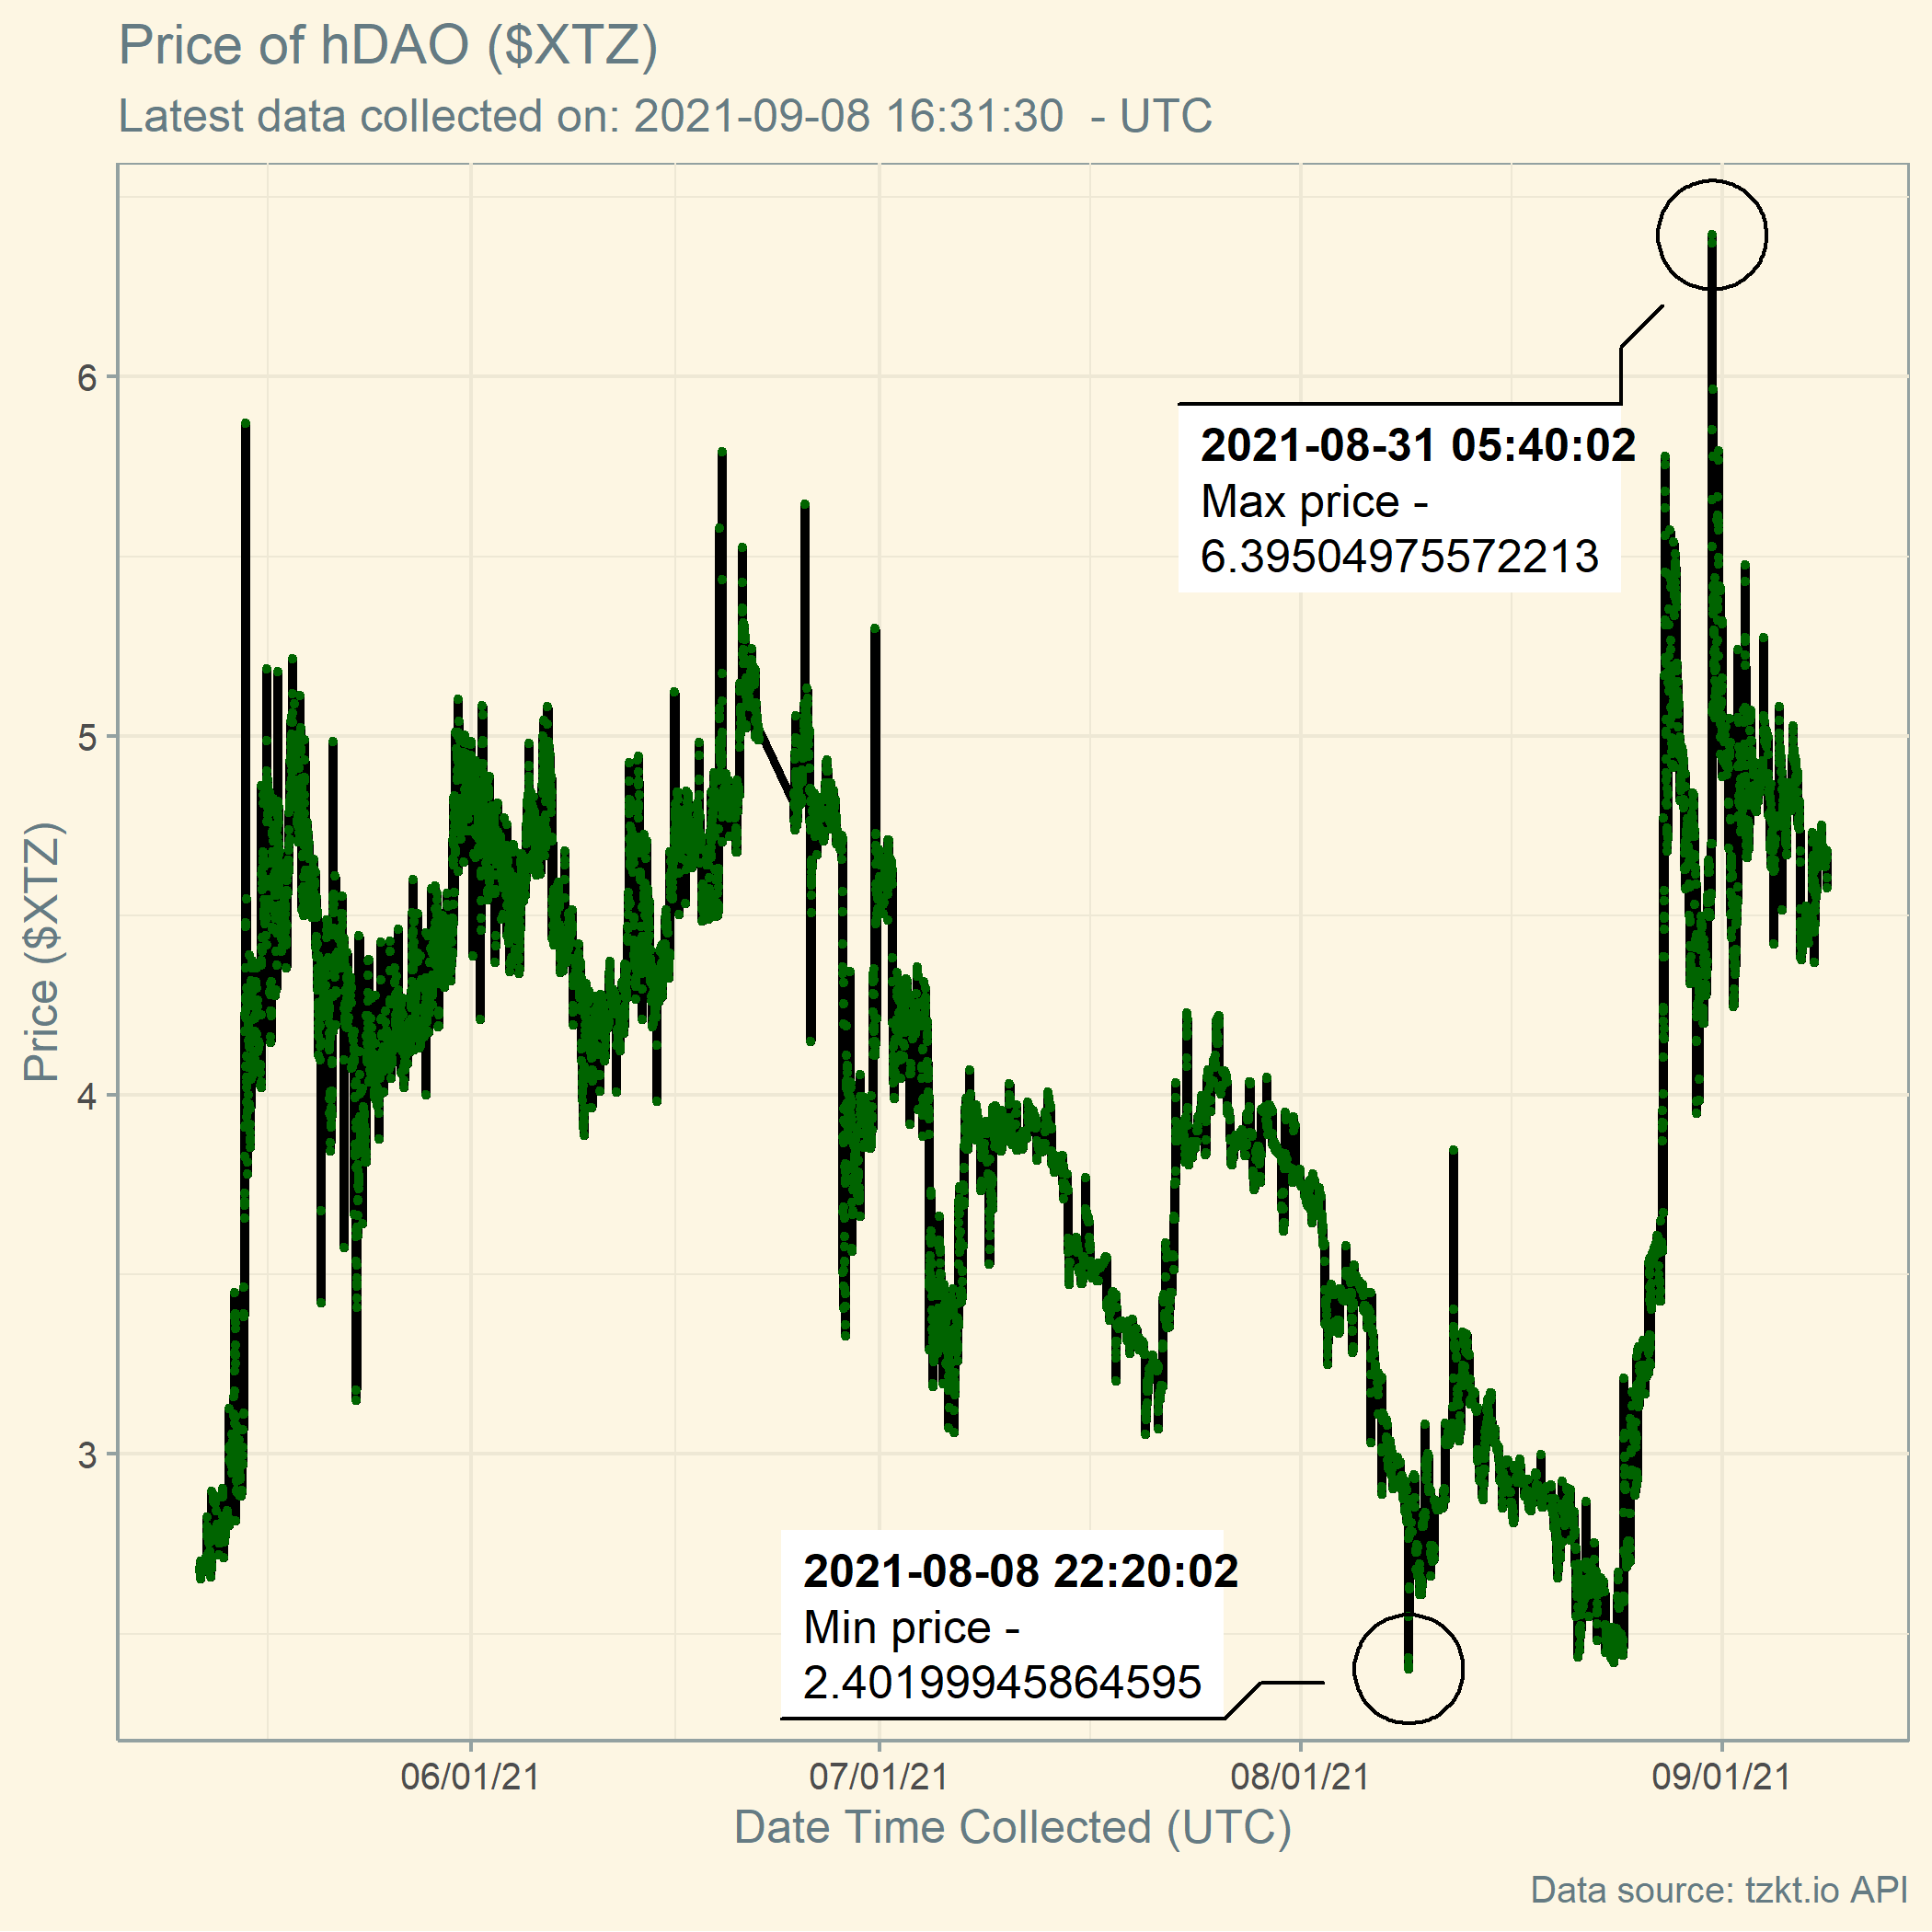 Price of hDAO ($XTZ)
Latest data collected on: 2021-09-08 16:31:30  - UTC
6
5
4
3
Price ($XTZ)
2021-08-31 05:40:02
Max price -
6.39504975572213
2021-08-08 22:20:02
Min price -
2.40199945864595
06/01/21
07/01/21
08/01/21
09/01/21
Date Time Collected (UTC)
Data source: tzkt.io API